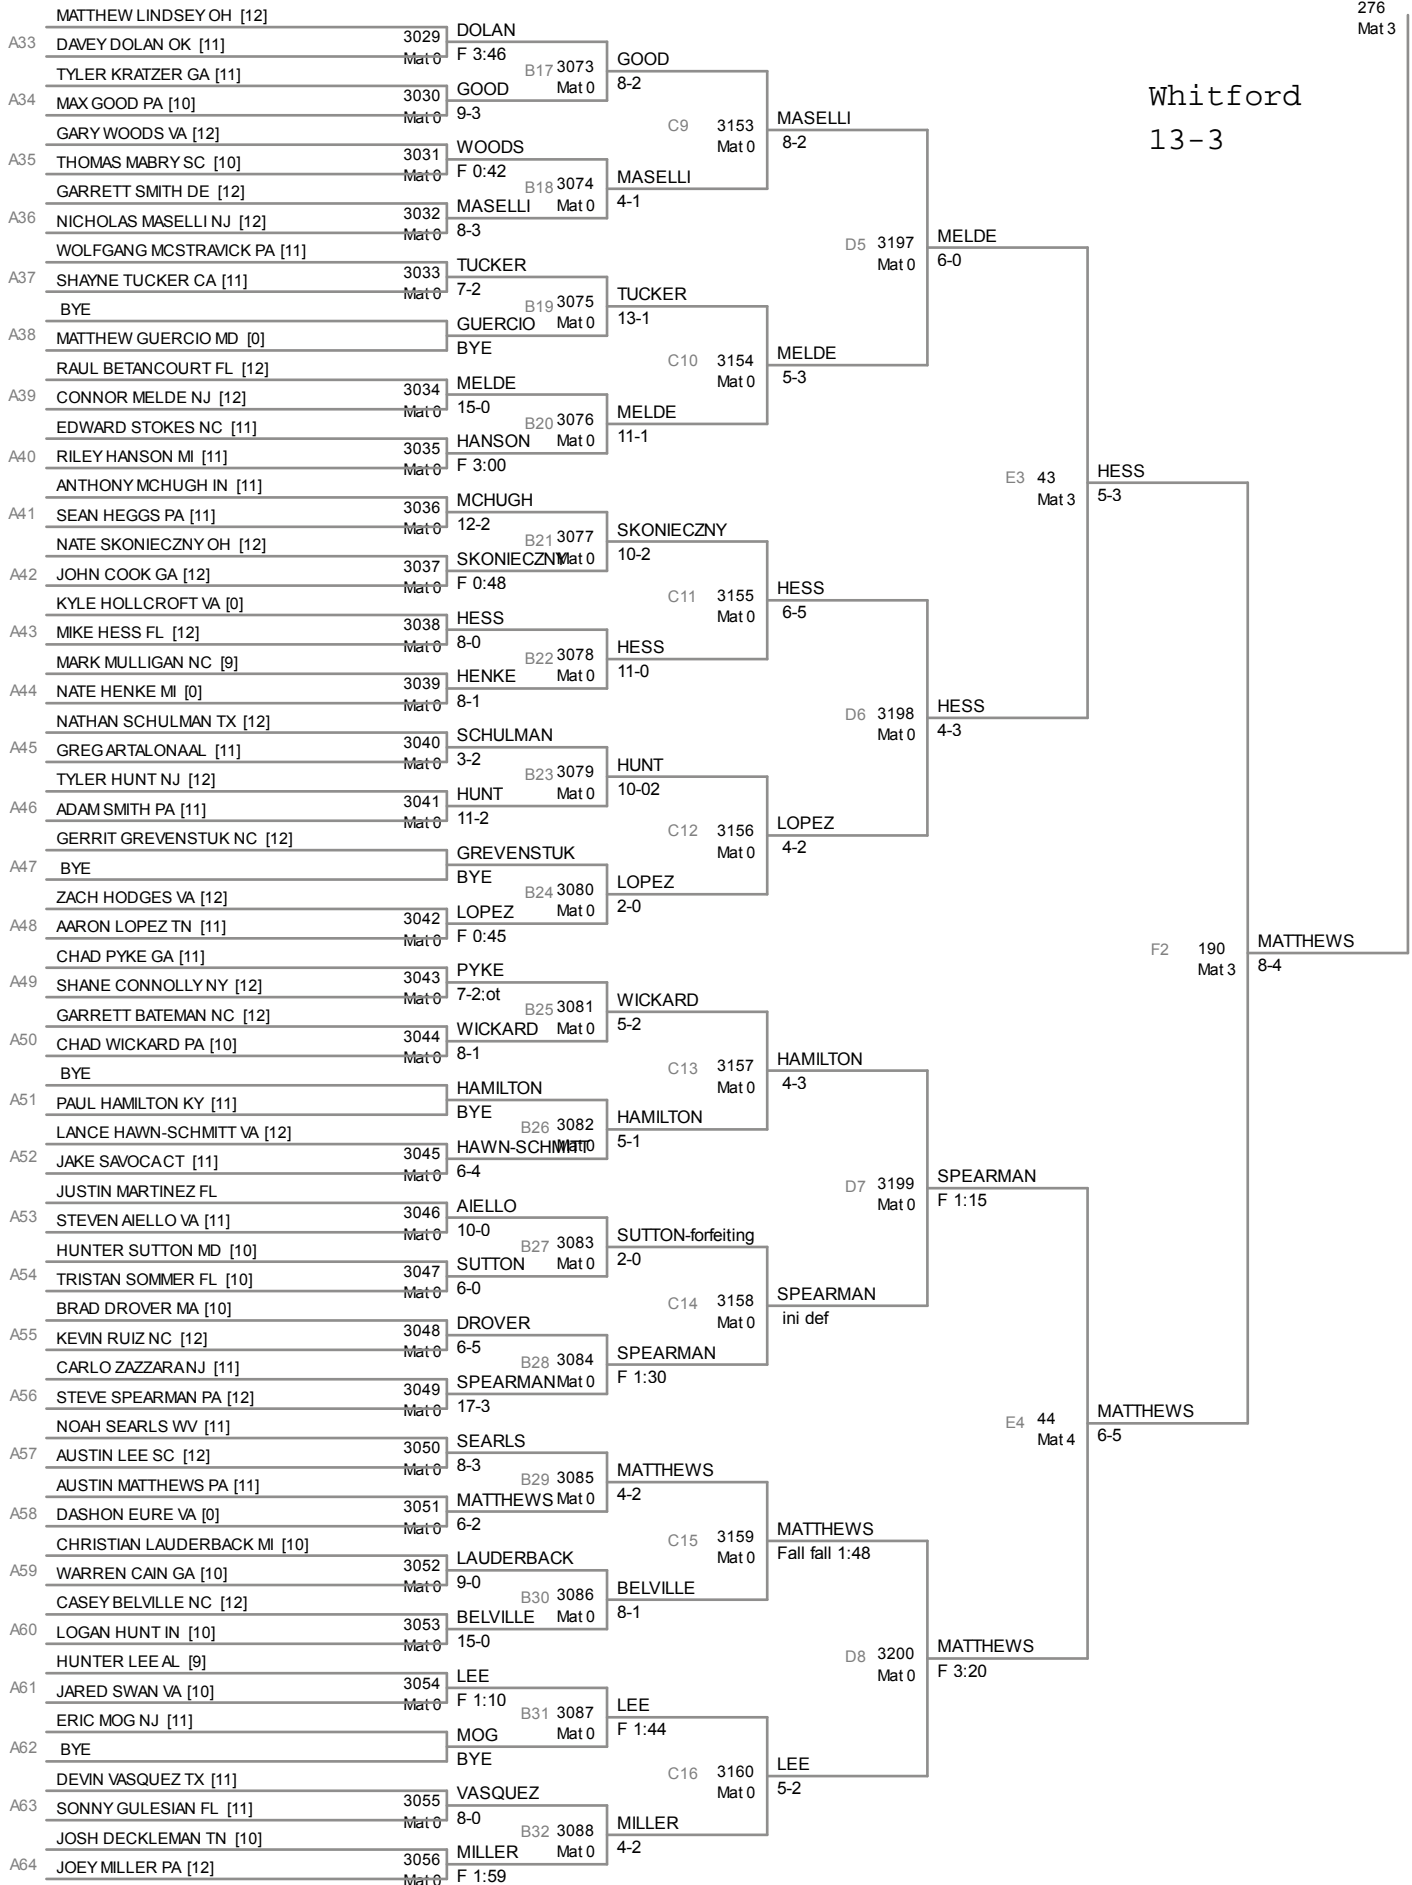 276
Mat 3
Whitford
13-3
MATTHEW LINDSEY OH [12]
A33 DAVEY DOLAN OK [11]
3029
Mat 0
DOLAN
F 3:46
TYLER KRATZER GA [11]
A34 MAX GOOD PA [10]
3030
Mat 0
GOOD
9-3
B17 3073
Mat 0
GOOD
8-2
GARY WOODS VA [12]
A35 THOMAS MABRY SC [10]
3031
Mat 0
WOODS
F 0:42
GARRETT SMITH DE [12]
A36 NICHOLAS MASELLI NJ [12]
3032
Mat 0
MASELLI
8-3
B18 3074
Mat 0
MASELLI
4-1
C9 3153
Mat 0
MASELLI
8-2
WOLFGANG MCSTRAVICK PA [11]
A37 SHAYNE TUCKER CA [11]
3033
Mat 0
TUCKER
7-2
BYE
A38 MATTHEW GUERCIO MD [0]
GUERCIO
BYE
B19 3075
Mat 0
TUCKER
13-1
RAUL BETANCOURT FL [12]
A39 CONNOR MELDE NJ [12]
3034
Mat 0
MELDE
15-0
EDWARD STOKES NC [11]
A40 RILEY HANSON MI [11]
3035
Mat 0
HANSON
F 3:00
B20 3076
Mat 0
MELDE
11-1
C10 3154
Mat 0
MELDE
5-3
D5 3197
Mat 0
MELDE
6-0
ANTHONY MCHUGH IN [11]
A41 SEAN HEGGS PA [11]
3036
Mat 0
MCHUGH
12-2
NATE SKONIECZNY OH [12]
A42 JOHN COOK GA [12]
3037
Mat 0
SKONIECZNY
F 0:48
B21 3077
Mat 0
SKONIECZNY
10-2
KYLE HOLLCROFT VA [0]
A43 MIKE HESS FL [12]
3038
Mat 0
HESS
8-0
MARK MULLIGAN NC [9]
A44 NATE HENKE MI [0]
3039
Mat 0
HENKE
8-1
B22 3078
Mat 0
HESS
11-0
C11 3155
Mat 0
HESS
6-5
NATHAN SCHULMAN TX [12]
A45 GREG ARTALONA AL [11]
3040
Mat 0
SCHULMAN
3-2
TYLER HUNT NJ [12]
A46 ADAM SMITH PA [11]
3041
Mat 0
HUNT
11-2
B23 3079
Mat 0
HUNT
10-02
GERRIT GREVENSTUK NC [12]
A47 BYE
GREVENSTUK
BYE
ZACH HODGES VA [12]
A48 AARON LOPEZ TN [11]
3042
Mat 0
LOPEZ
F 0:45
B24 3080
Mat 0
LOPEZ
2-0
C12 3156
Mat 0
LOPEZ
4-2
D6 3198
Mat 0
HESS
4-3
E3 43
Mat 3
HESS
5-3
CHAD PYKE GA [11]
A49 SHANE CONNOLLY NY [12]
3043
Mat 0
PYKE
7-2:ot
GARRETT BATEMAN NC [12]
A50 CHAD WICKARD PA [10]
3044
Mat 0
WICKARD
8-1
B25 3081
Mat 0
WICKARD
5-2
BYE
A51 PAUL HAMILTON KY [11]
HAMILTON
BYE
LANCE HAWN-SCHMITT VA [12]
A52 JAKE SAVOCA CT [11]
3045
Mat 0
HAWN-SCHMITT
6-4
B26 3082
Mat 0
HAMILTON
5-1
C13 3157
Mat 0
HAMILTON
4-3
JUSTIN MARTINEZ FL
A53 STEVEN AIELLO VA [11]
3046
Mat 0
AIELLO
10-0
HUNTER SUTTON MD [10]
A54 TRISTAN SOMMER FL [10]
3047
Mat 0
SUTTON
6-0
B27 3083
Mat 0
SUTTON-forfeiting
2-0
BRAD DROVER MA [10]
A55 KEVIN RUIZ NC [12]
3048
Mat 0
DROVER
6-5
CARLO ZAZZARA NJ [11]
A56 STEVE SPEARMAN PA [12]
3049
Mat 0
SPEARMAN
17-3
B28 3084
Mat 0
SPEARMAN
F 1:30
C14 3158
Mat 0
SPEARMAN
ini def
D7 3199
Mat 0
SPEARMAN
F 1:15
NOAH SEARLS WV [11]
A57 AUSTIN LEE SC [12]
3050
Mat 0
SEARLS
8-3
AUSTIN MATTHEWS PA [11]
A58 DASHON EURE VA [0]
3051
Mat 0
MATTHEWS
6-2
B29 3085
Mat 0
MATTHEWS
4-2
CHRISTIAN LAUDERBACK MI [10]
A59 WARREN CAIN GA [10]
3052
Mat 0
LAUDERBACK
9-0
CASEY BELVILLE NC [12]
A60 LOGAN HUNT IN [10]
3053
Mat 0
BELVILLE
15-0
B30 3086
Mat 0
BELVILLE
8-1
C15 3159
Mat 0
MATTHEWS
Fall fall 1:48
HUNTER LEE AL [9]
A61 JARED SWAN VA [10]
3054
Mat 0
LEE
F 1:10
ERIC MOG NJ [11]
A62 BYE
MOG
BYE
B31 3087
Mat 0
LEE
F 1:44
DEVIN VASQUEZ TX [11]
A63 SONNY GULESIAN FL [11]
3055
Mat 0
VASQUEZ
8-0
JOSH DECKLEMAN TN [10]
A64 JOEY MILLER PA [12]
3056
Mat 0
MILLER
F 1:59
B32 3088
Mat 0
MILLER
4-2
C16 3160
Mat 0
LEE
5-2
D8 3200
Mat 0
MATTHEWS
F 3:20
E4 44
Mat 4
MATTHEWS
6-5
F2 190
Mat 3
MATTHEWS
8-4